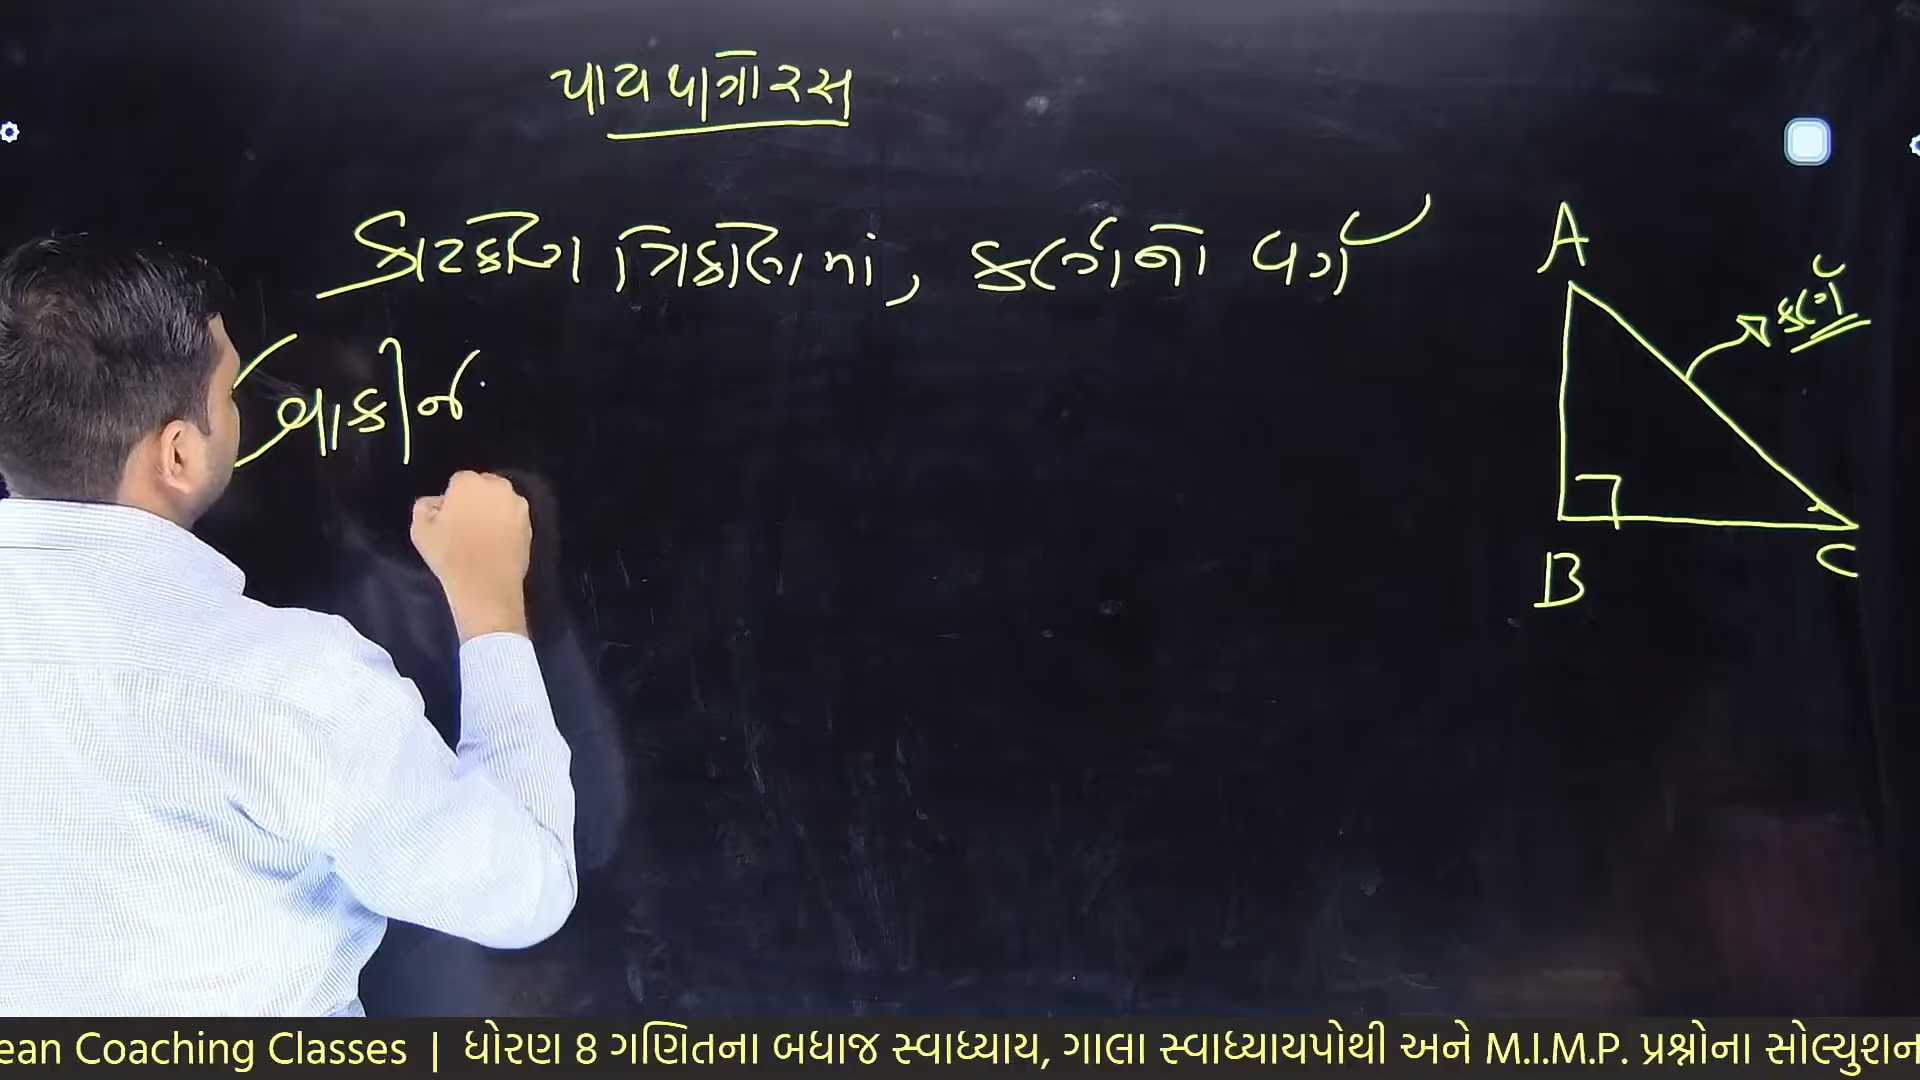 પાયથાગોરસ
કાટકોણ ત્રિકોણમાં, કર્ણનો વર્ગ
બાકીન
A
કર્ણ
B
C
ean Coaching Classes | ધોરણ 8 ગણિતના બધાજ સ્વાધ્યાય, ગાલા સ્વાધ્યાયપોથી અને M.I.M.P. પ્રશ્નોના સોલ્યુશન